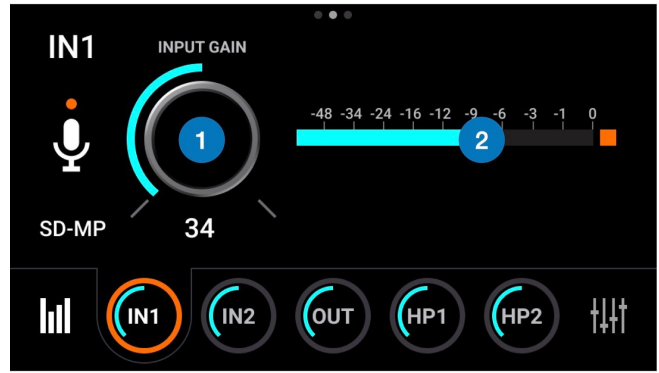 IN1
INPUT GAIN
-48 -34 -24 -16 -12 -9 -6 -3 -1 0
1
2
SD-MP
34
IN1
IN2
OUT
HP1
HP2